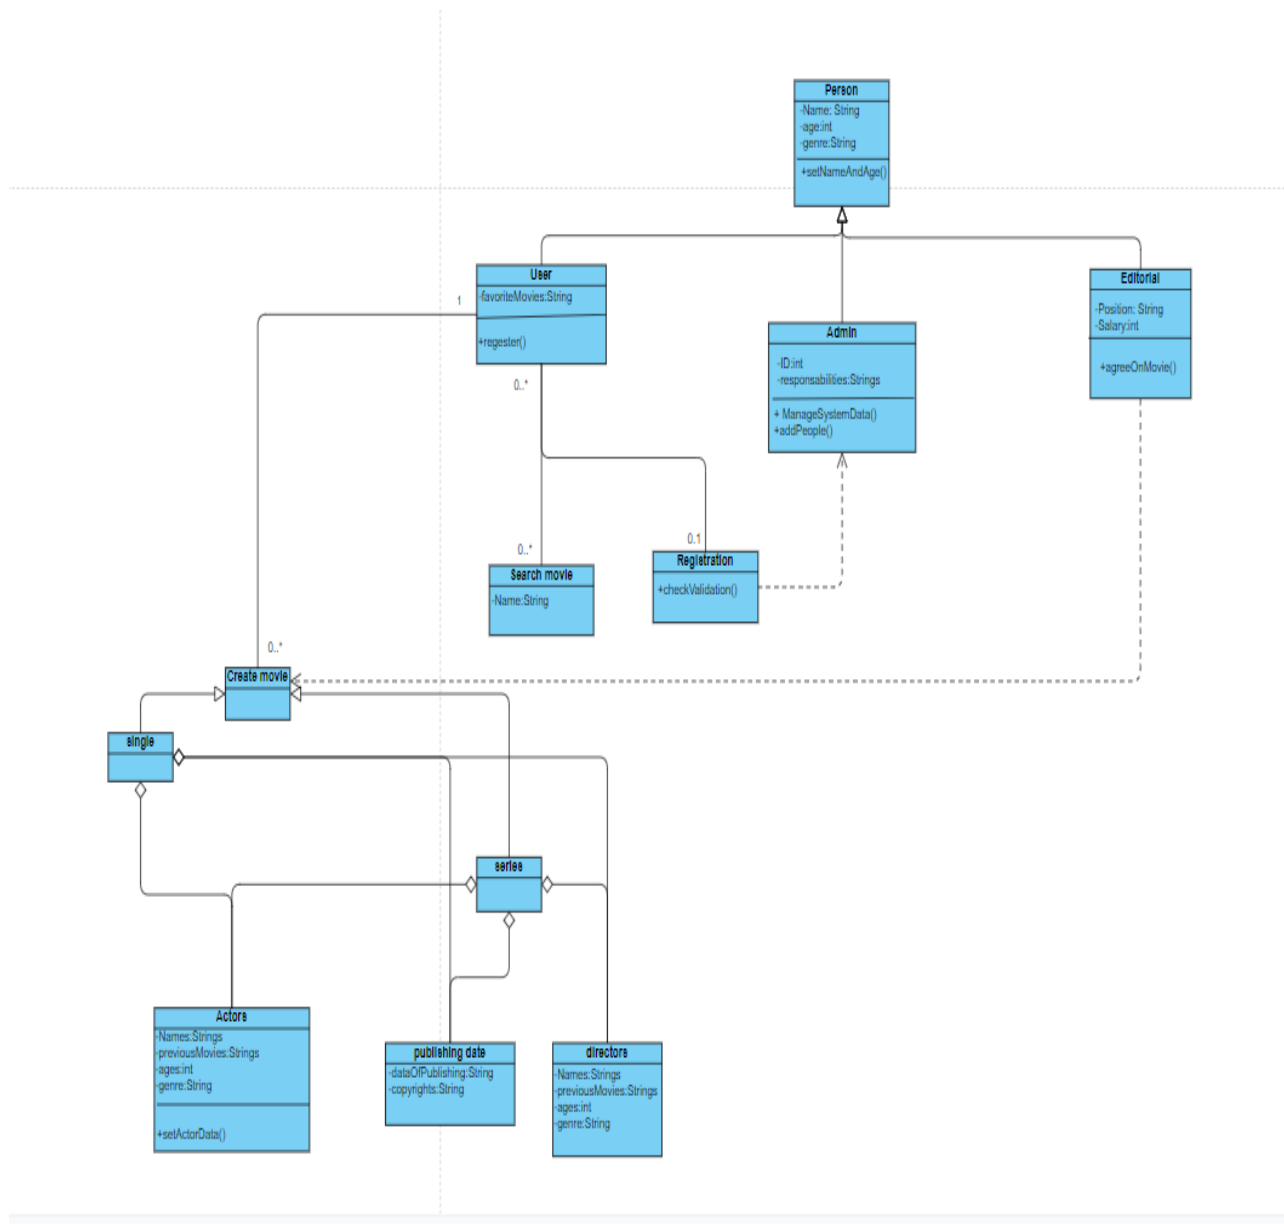 Person
-Name: String
-age:int
-genre:String
+setNameAndAge()
User
-favoriteMovies:String
+regester()
1
0..*
Editorial
-Position: String
-Salary:int
+agreeOnMovie()
Admin
-ID:int
-responsabilities:Strings
+ ManageSystemData()
+addPeople()
0..*
Search movie
-Name:String
0.1
Registration
+checkValidation()
0..*
Create movie
single
series
Actors
-Names:Strings
-previousMovies:Strings
-ages:int
-genre:String
+setActorData()
publishing date
-dataOfPublishing:String
-copyrights:String
directors
-Names:Strings
-previousMovies:Strings
-ages:int
-genre:String